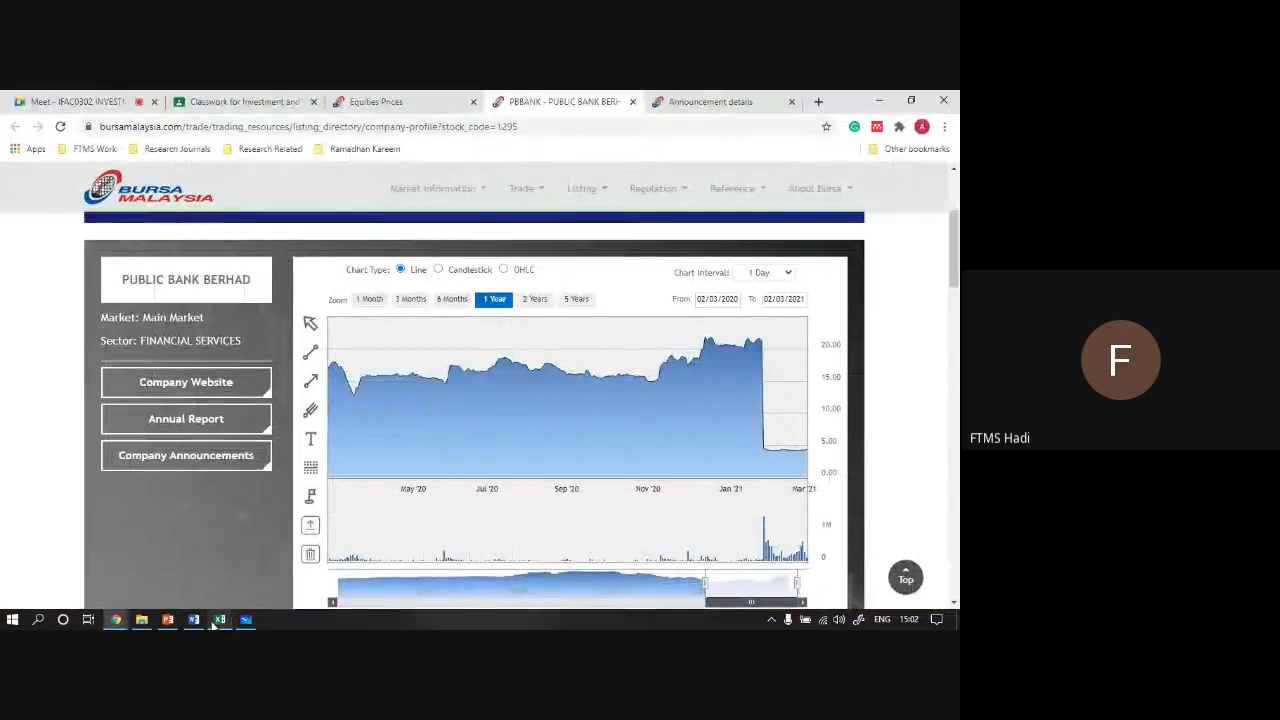 Meet - IFAC0302 INVEST
Classwork for Investment and
Equities Prices
PBBANK - PUBLIC BANK BERH
Announcement details
bursamalaysia.com/trade/trading_resources/listing_directory/company-profile?stock_code=1295
A
Apps
FTMS Work
Research Journals
Research Related
Ramadhan Kareem
Other bookmarks
BURSA
MALAYSIA
Market Information
Trade
Listing
Regulation
Reference
About Bursa
PUBLIC BANK BERHAD
Market: Main Market
Sector: FINANCIAL SERVICES
Company Website
Annual Report
Company Announcements
Chart Type: Line Candlestick OHLC
Chart Interval: 1 Day
Zoom 1 Month 3 Months 6 Months 1 Year 2 Years 5 Years
From 02/03/2020 To 02/03/2021
T
20.00
15.00
10.00
5.00
0.00
May '20 Jul '20 Sep '20 Nov '20 Jan '21 Mar '21
1M
0
Top
ENG 15:02
F
FTMS Hadi